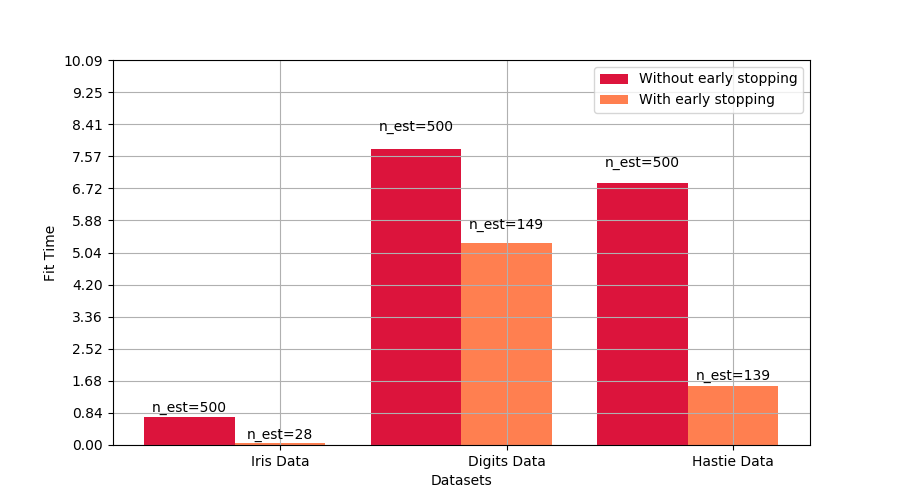 10.09
9.25
8.41
7.57
6.72
5.88
5.04
4.20
3.36
2.52
1.68
0.84
0.00
Fit Time
Without early stopping
With early stopping
n_est=500
n_est=500
n_est=149
n_est=139
n_est=500
n_est=28
Iris Data
Digits Data
Hastie Data
Datasets